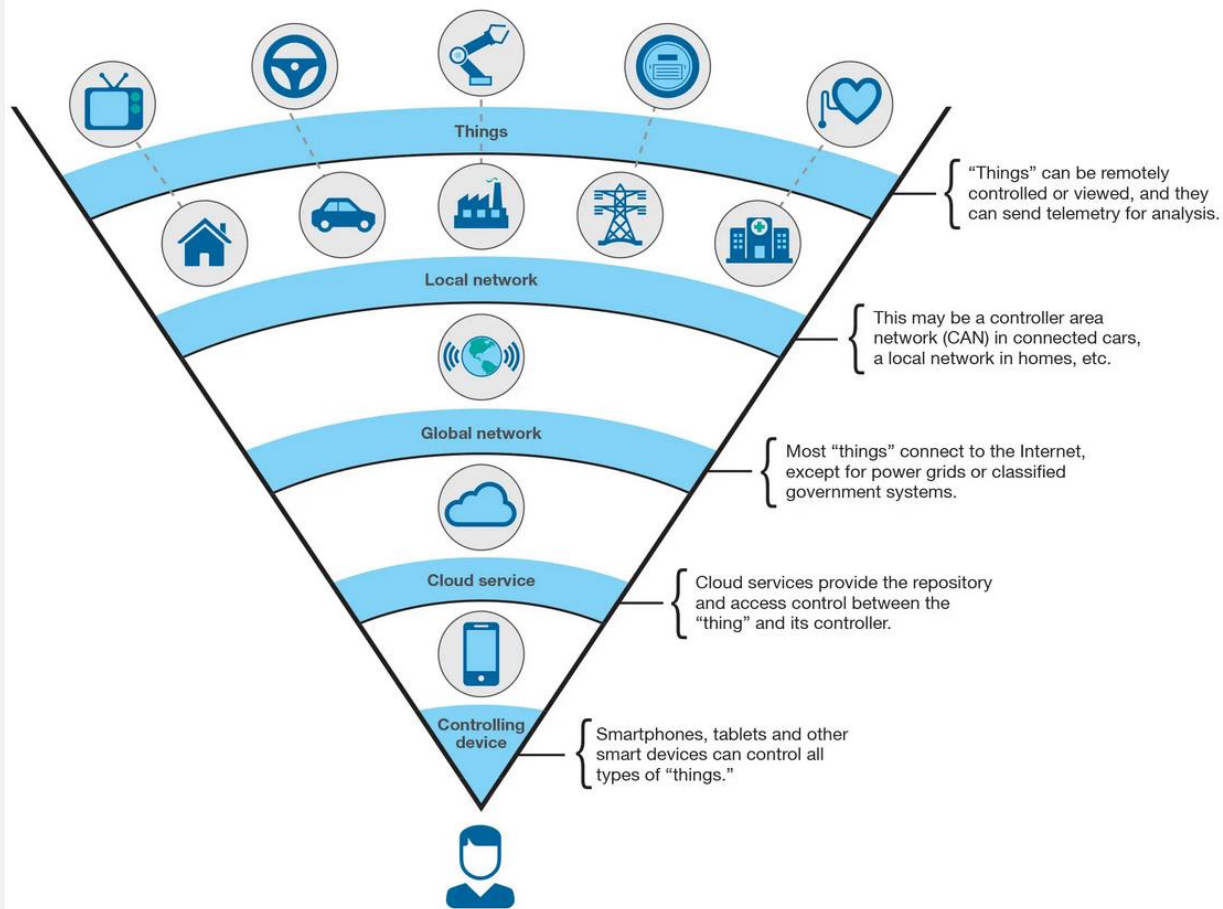 Things
“Things” can be remotely
controlled or viewed, and they
can send telemetry for analysis.
Local network
This may be a controller area
network (CAN) in connected cars,
a local network in homes, etc.
Global network
Most “things” connect to the Internet,
except for power grids or classified
government systems.
Cloud service
Cloud services provide the repository
and access control between the
“thing” and its controller.
Controlling
device
Smartphones, tablets and other
smart devices can control all
types of “things.”